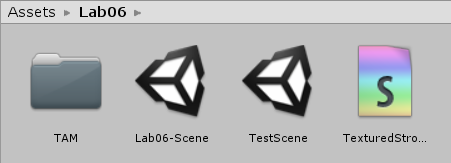 Assets ▸ Lab06 ▸
TAM Lab06-Scene TestScene TexturedStro...